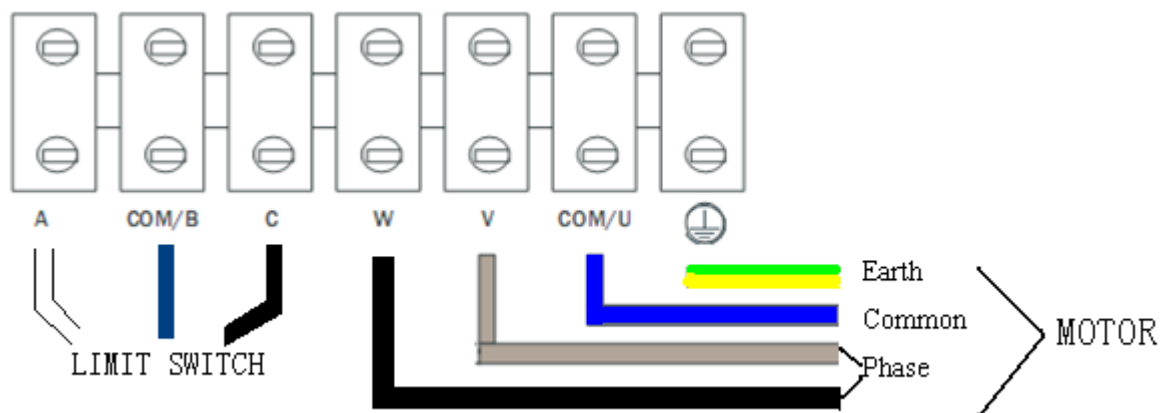 A COM/B C W V COM/U
Earth
Common
MOTOR
LIMIT SWITCH
Phase